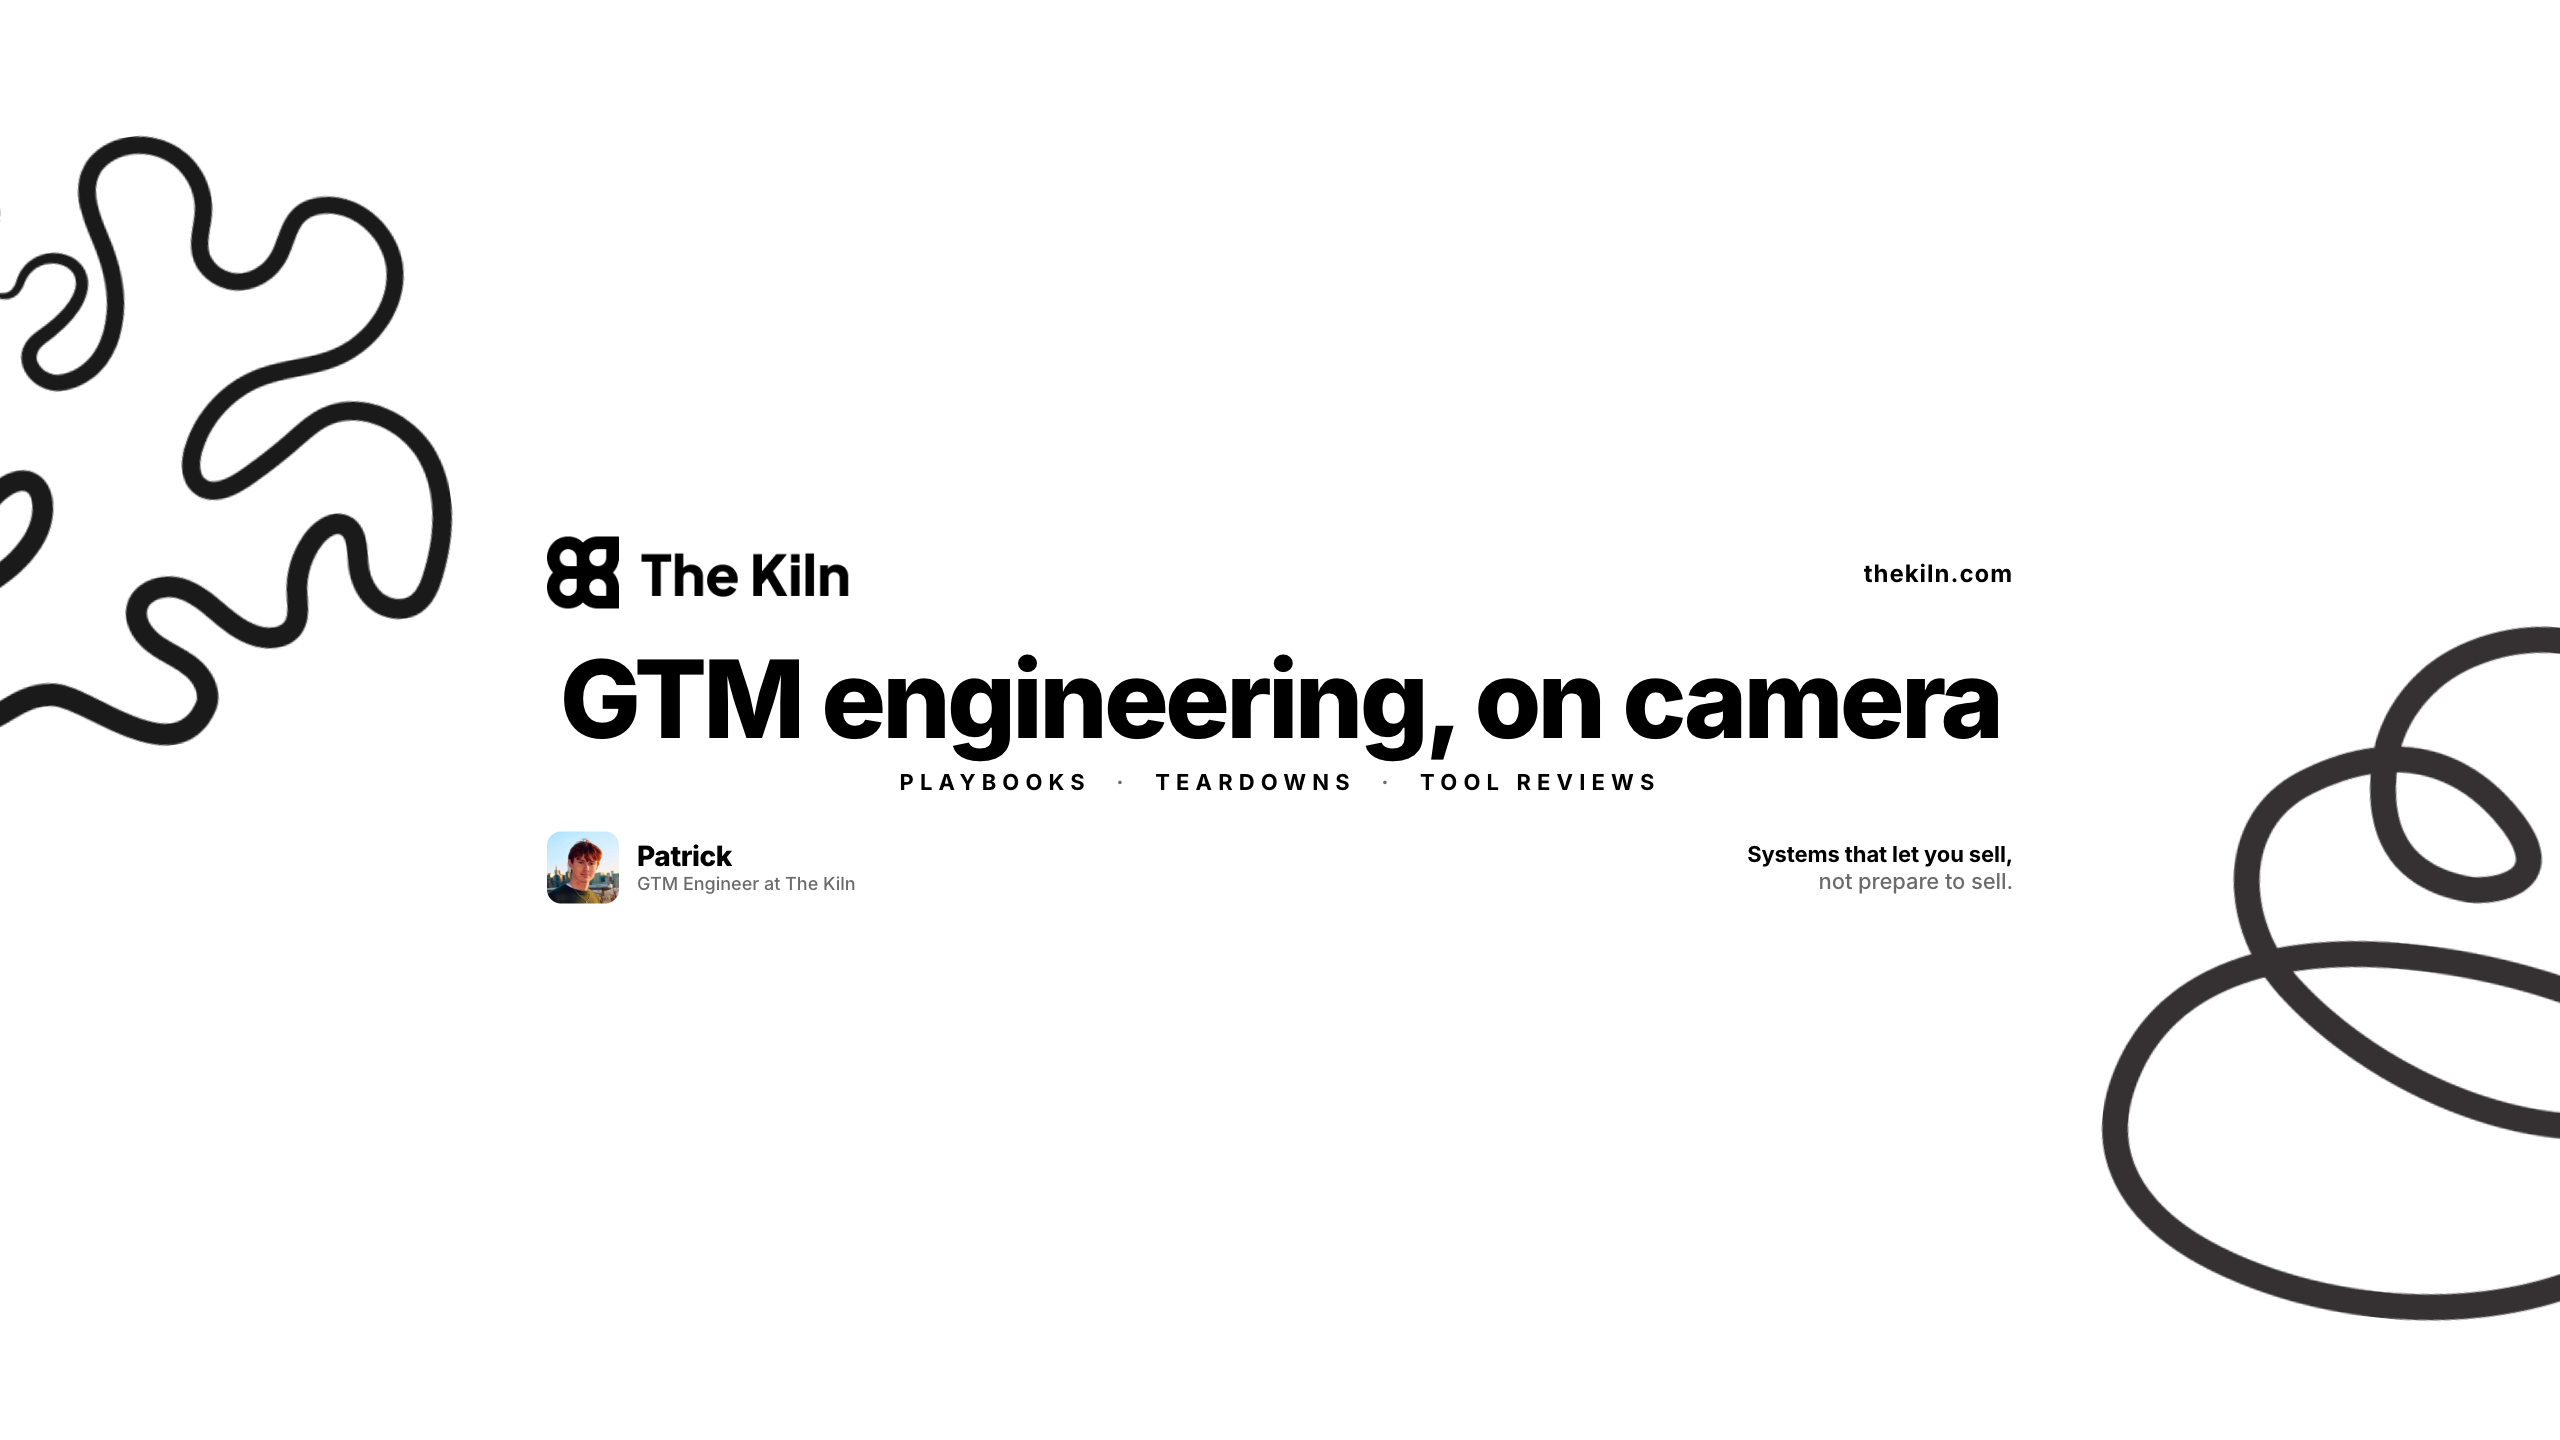 The Kiln
thekiln.com
GTM engineering, on camera
PLAYBOOKS · TEARDOWNS · TOOL REVIEWS
Patrick
GTM Engineer at The Kiln
Systems that let you sell,
not prepare to sell.